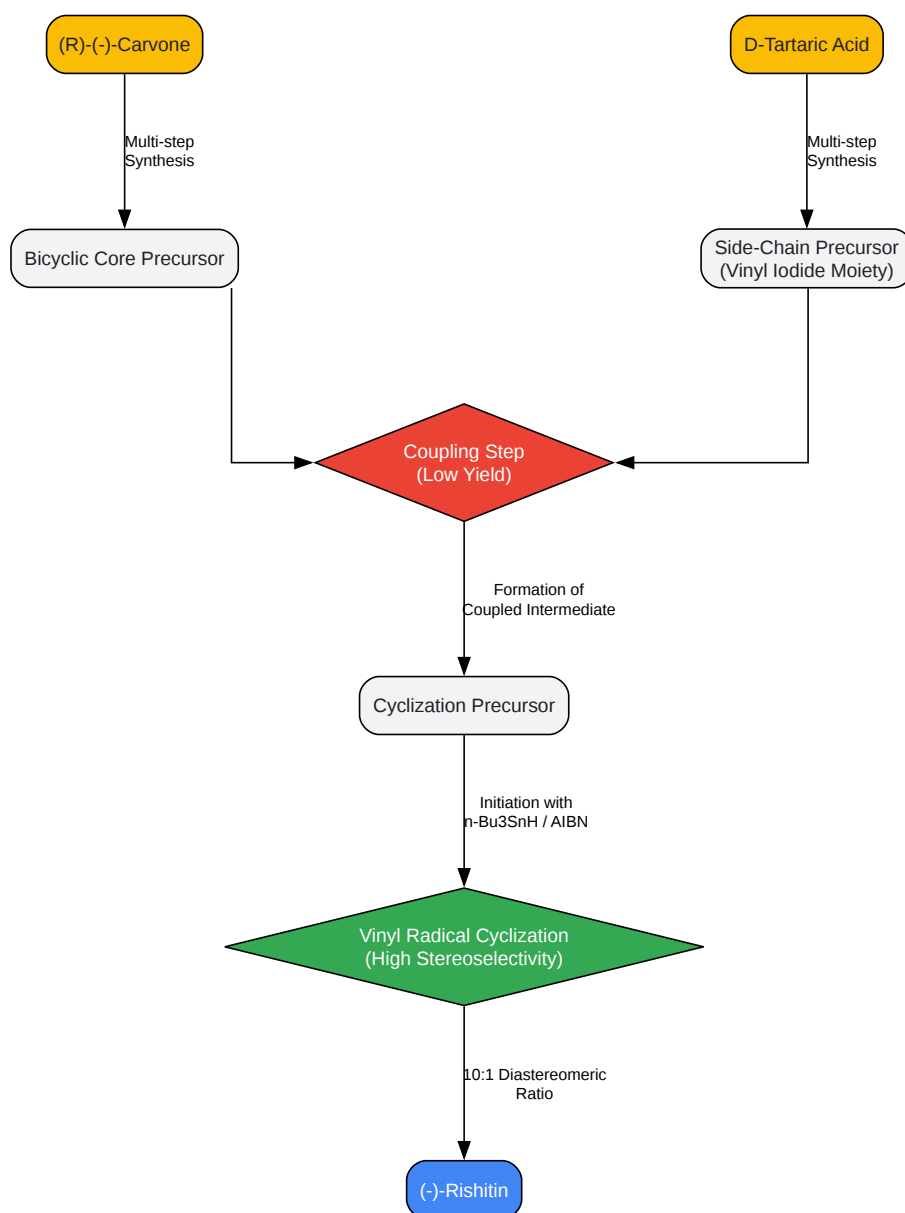 (R)-(-)-Carvone
D-Tartaric Acid
Multi-step
Synthesis
Multi-step
Synthesis
Bicyclic Core Precursor
Side-Chain Precursor
(Vinyl Iodide Moiety)
Coupling Step
(Low Yield)
Formation of
Coupled Intermediate
Cyclization Precursor
Initiation with
n-Bu3SnH / AIBN
Vinyl Radical Cyclization
(High Stereoselectivity)
10:1 Diastereomeric
Ratio
(-)-Rishitin